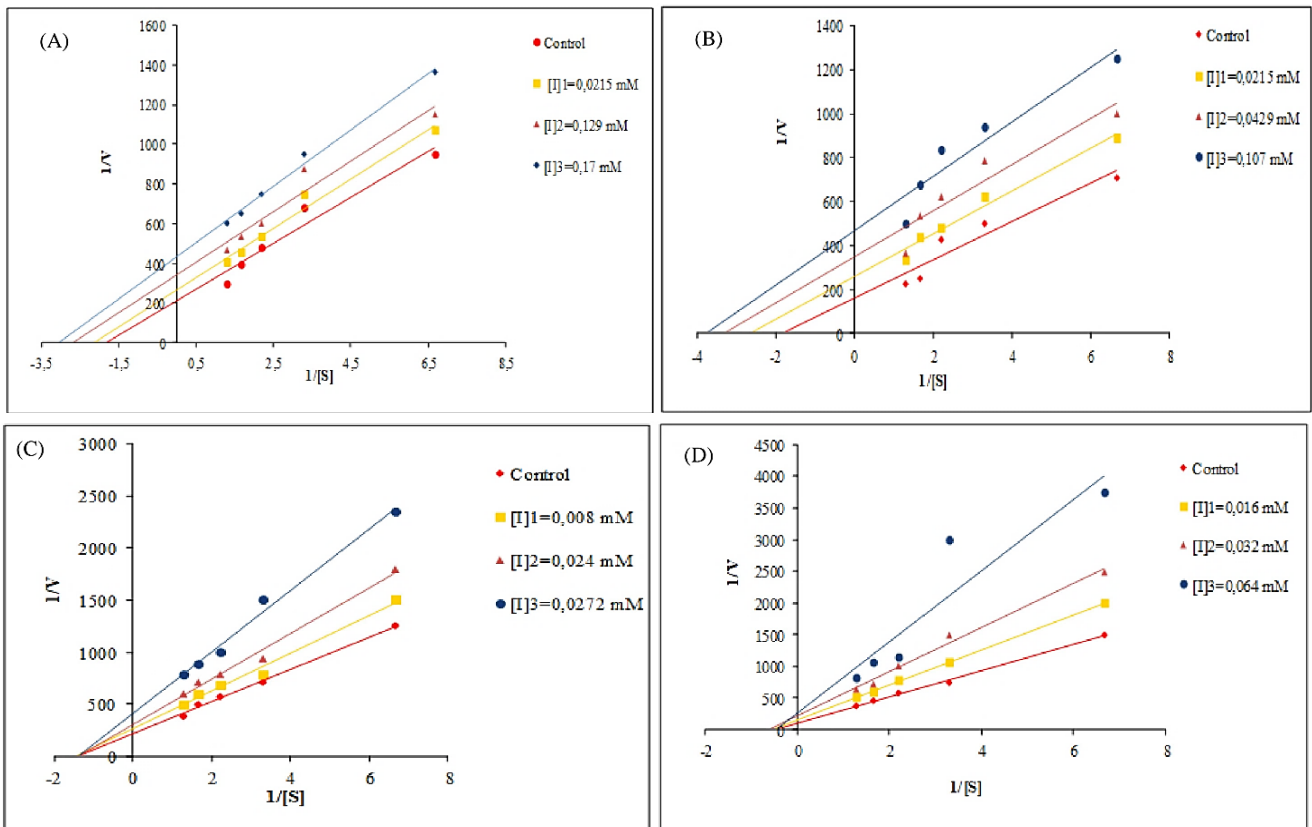 (A)
1600
1400
1200
1000
800
600
400
200
0
1/V
-3,5
-1,5
0,5
2,5
4,5
6,5
8,5
1/[S]
Control
[I]1=0,0215 mM
[I]2=0,129 mM
[I]3=0,17 mM
(B)
1400
1200
1000
800
600
400
200
0
1/V
-4
-2
0
2
4
6
8
1/[S]
Control
[I]1=0,0215 mM
[I]2=0,0429 mM
[I]3=0,107 mM
(C)
3000
2500
2000
1500
1000
500
0
1/V
-2
0
2
4
6
8
1/[S]
Control
[I]1=0,008 mM
[I]2=0,024 mM
[I]3=0,0272 mM
(D)
4500
4000
3500
3000
2500
2000
1500
1000
500
0
1/V
-2
0
2
4
6
8
1/[S]
Control
[I]1=0,016 mM
[I]2=0,032 mM
[I]3=0,064 mM